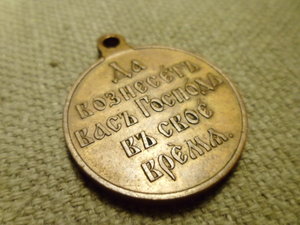 Да
вознесетъ
васъ Господь
въ свое
время.